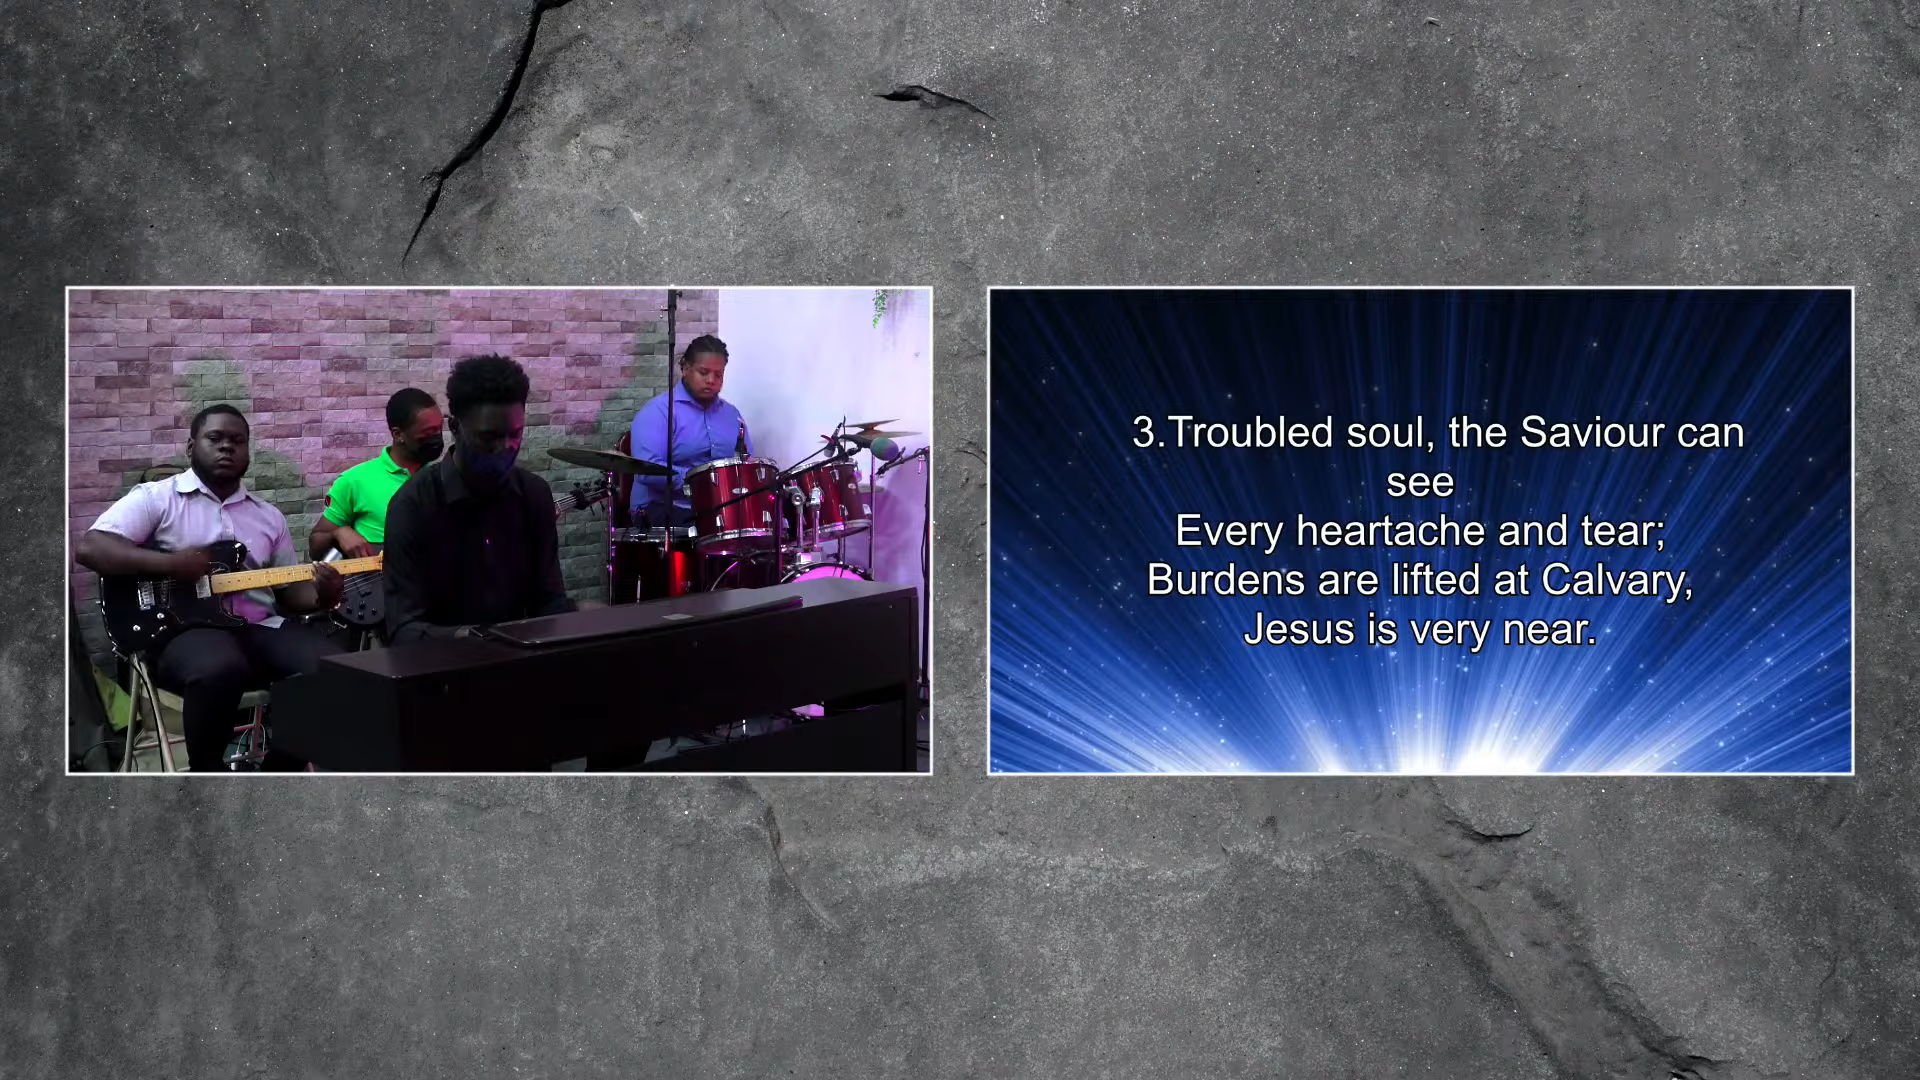 3.Troubled soul, the Saviour can
see
Every heartache and tear;
Burdens are lifted at Calvary,
Jesus is very near.